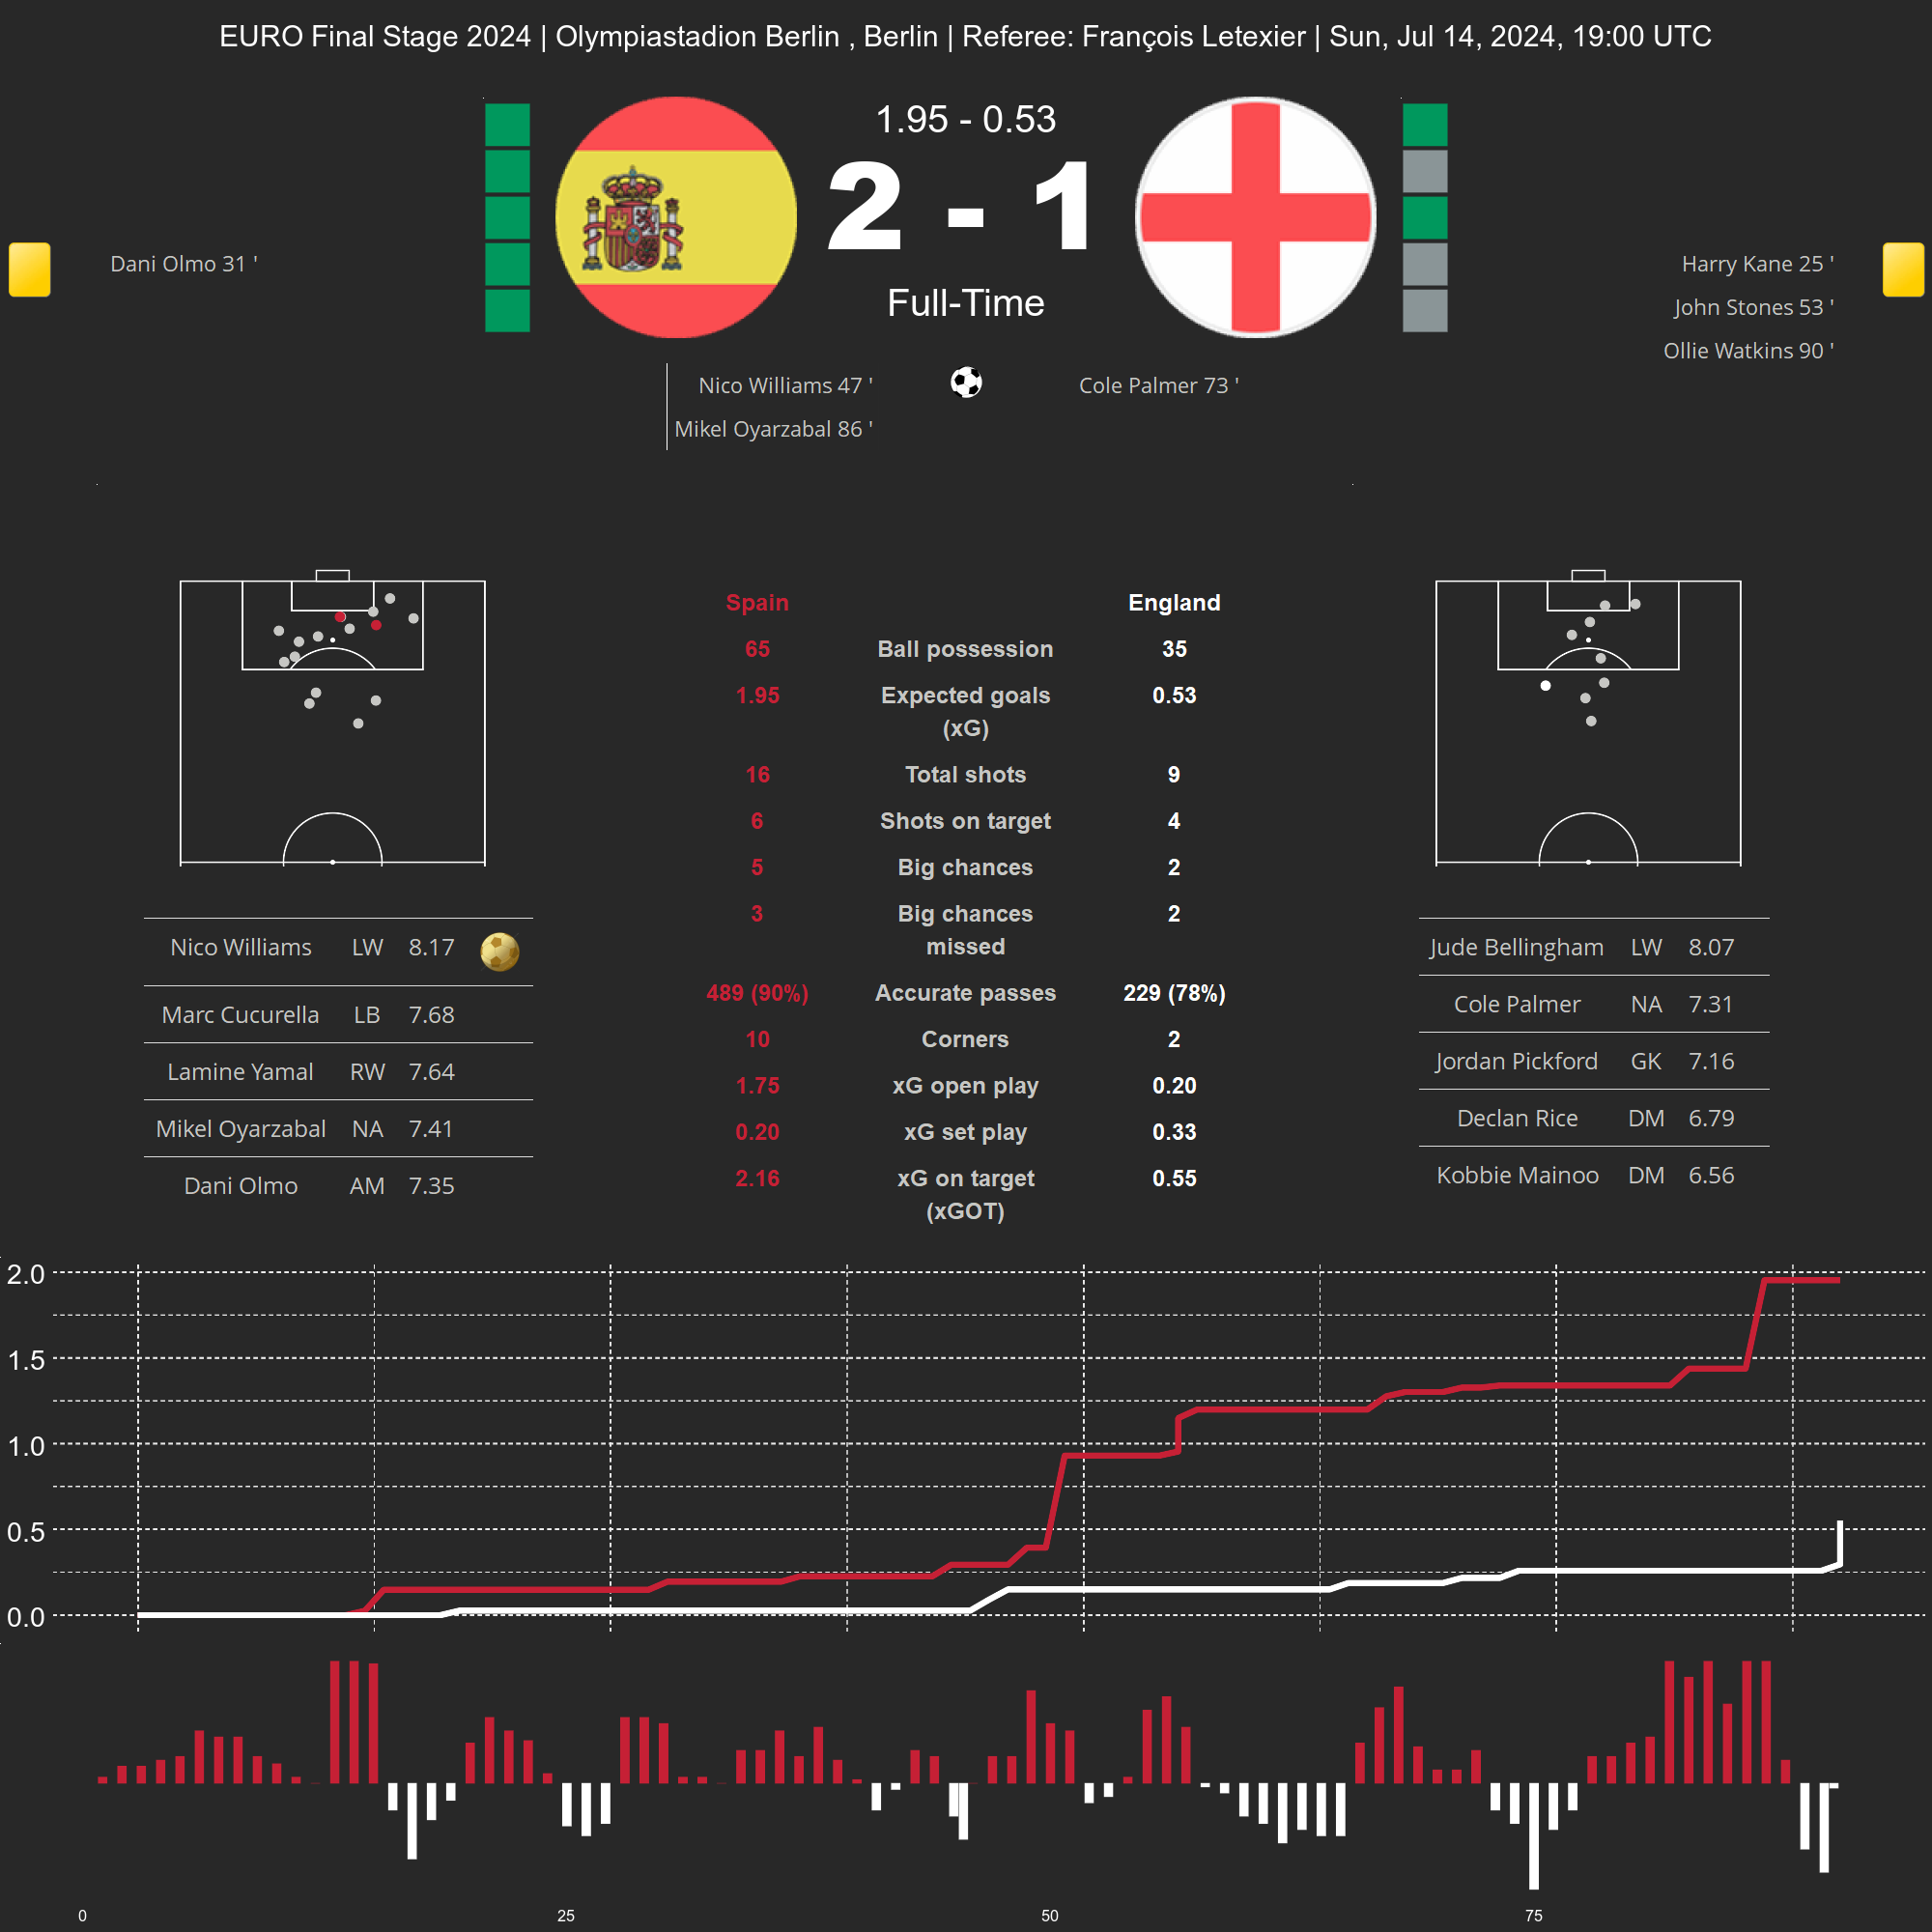 EURO Final Stage 2024 | Olympiastadion Berlin , Berlin | Referee: François Letexier | Sun, Jul 14, 2024, 19:00 UTC
1.95 - 0.53
2 - 1
Full-Time
Dani Olmo 31 '
Harry Kane 25 '
John Stones 53 '
Ollie Watkins 90 '
Nico Williams 47 '
Mikel Oyarzabal 86 '
Cole Palmer 73 '
Spain England
65 Ball possession 35
1.95 Expected goals 0.53
(xG)
16 Total shots 9
6 Shots on target 4
5 Big chances 2
3 Big chances 2
missed
489 (90%) Accurate passes 229 (78%)
10 Corners 2
1.75 xG open play 0.20
0.20 xG set play 0.33
2.16 xG on target 0.55
(xGOT)
Nico Williams LW 8.17
Marc Cucurella LB 7.68
Lamine Yamal RW 7.64
Mikel Oyarzabal NA 7.41
Dani Olmo AM 7.35
Jude Bellingham LW 8.07
Cole Palmer NA 7.31
Jordan Pickford GK 7.16
Declan Rice DM 6.79
Kobbie Mainoo DM 6.56
2.0
1.5
1.0
0.5
0.0
0 25 50 75